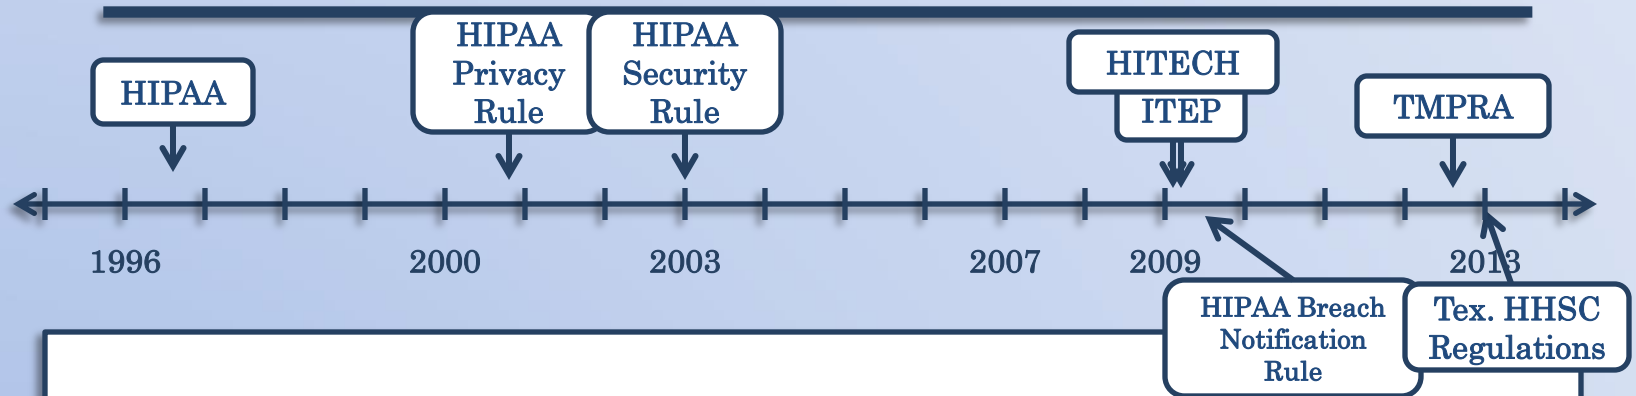 HIPAA
HIPAA
Privacy
Rule
HIPAA
Security
Rule
HITECH
ITEP
TMPRA
1996
2000
2003
2007
2009
2013
HIPAA Breach
Notification
Rule
Tex. HHSC
Regulations